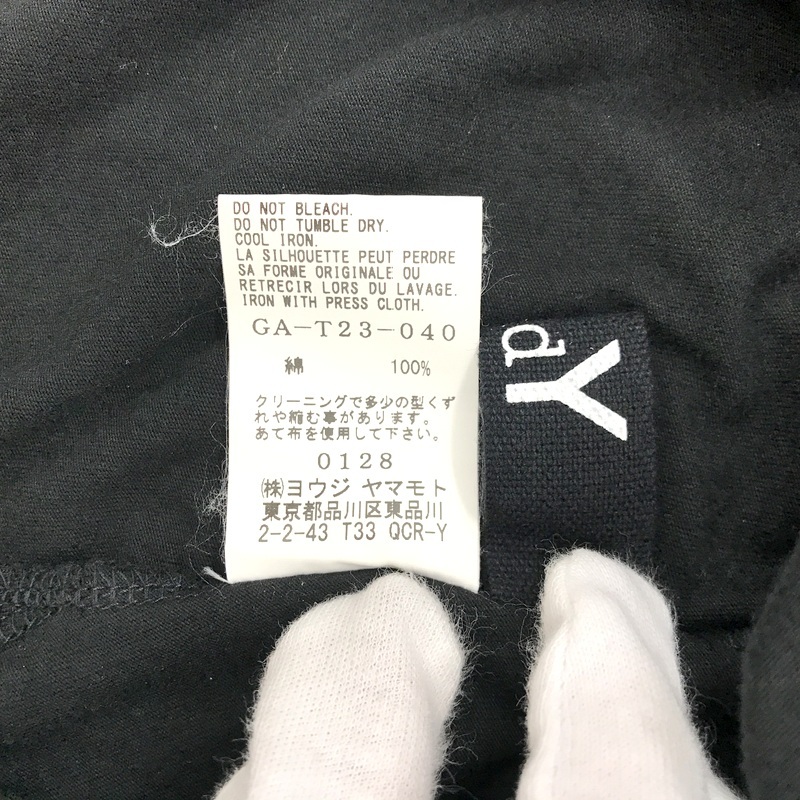 DO NOT BLEACH.
DO NOT TUMBLE DRY.
COOL IRON.
LA SILHOUETTE PEUT PERDRE
SA FORME ORIGINALE OU
RETRECIR LORS DU LAVAGE.
IRON WITH PRESS CLOTH.
GA-T23-040
綿 100%
クリーニングで多少の型くず
れや縮む事があります。
あて布を使用して下さい。
0128
㈱ヨウジ ヤマモト
東京都品川区東品川
2-2-43 T33 QCR-Y
dY